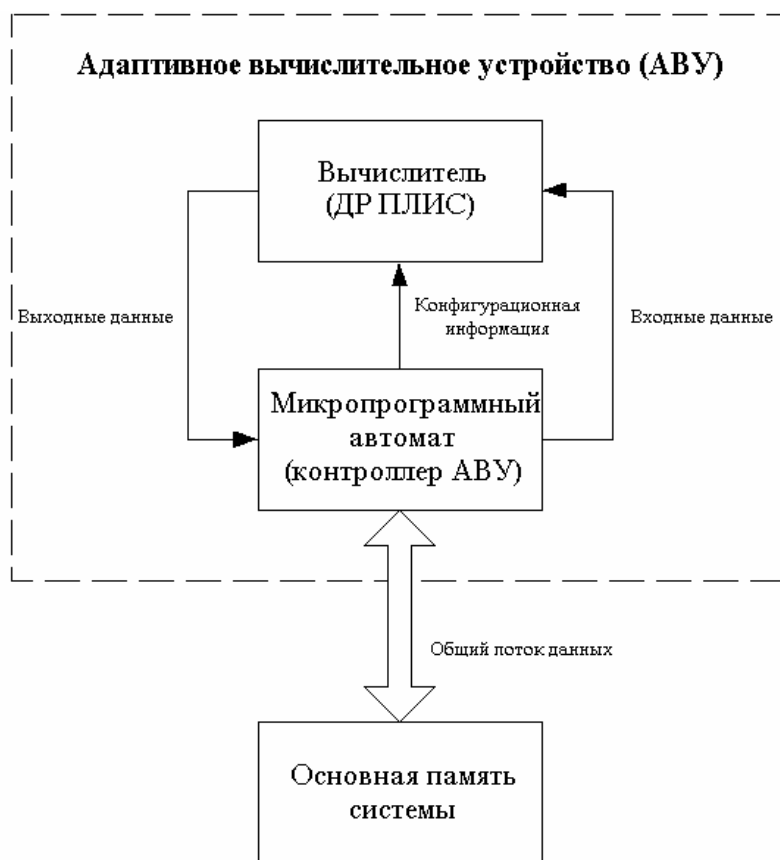 Адаптивное вычислительное устройство (АВУ)
Вычислитель
(ДР ПЛИС)
Выходные данные
Конфигурационная
информация
Входные данные
Микропрограммный
автомат
(контроллер АВУ)
Общий поток данных
Основная память
системы